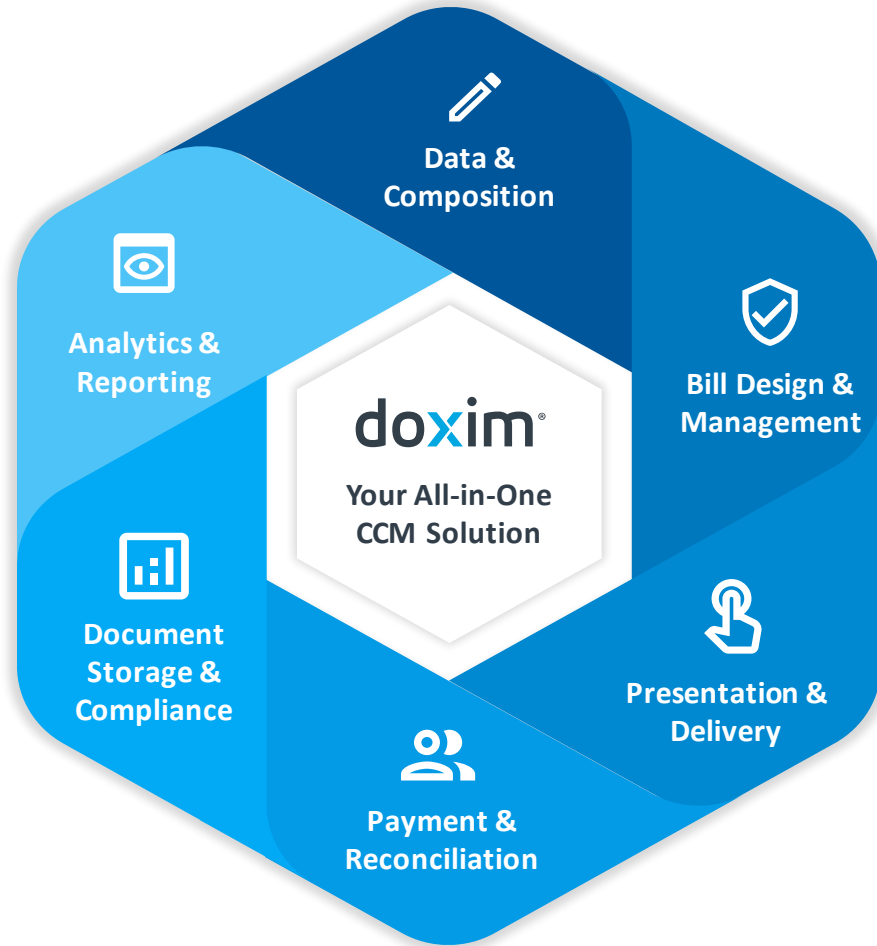 Data &
Composition
Bill Design &
Management
Presentation &
Delivery
Payment &
Reconciliation
Document
Storage &
Compliance
Analytics &
Reporting
doxim®
Your All-in-One
CCM Solution